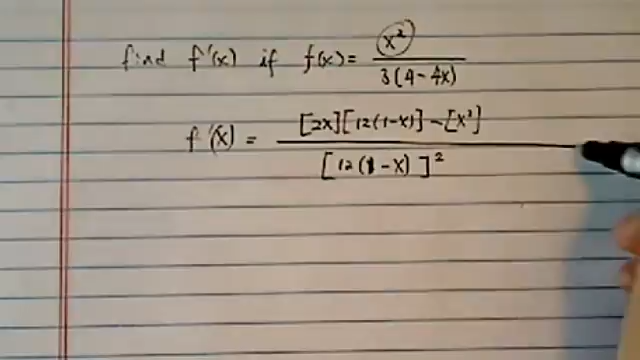 find f'(x) if f(x) = x² / 3(4-4x)
f'(x) = [2x][12(1-x)] - [x²] / [12(1-x)]²